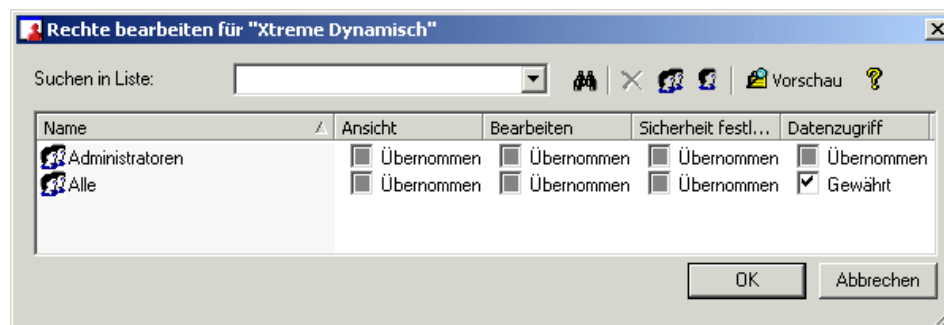 Rechte bearbeiten für "Xtreme Dynamisch"
Suchen in Liste: Vorschau
Name Ansicht Bearbeiten Sicherheit festl... Datenzugriff
Administratoren Übernommen Übernommen Übernommen Übernommen
Alle Übernommen Übernommen Übernommen Gewährt
OK Abbrechen